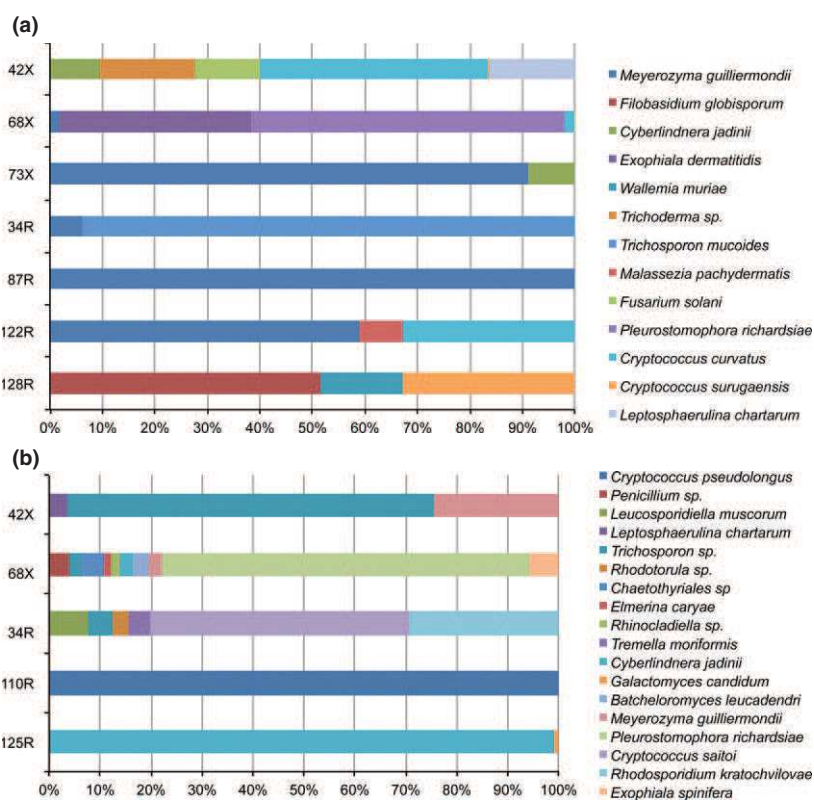 (a)
42X
68X
73X
34R
87R
122R
128R
0% 10% 20% 30% 40% 50% 60% 70% 80% 90% 100%
Meyerozyma guilliermondii
Filobasidium globisporum
Cyberlindnera jadinii
Exophiala dermatitidis
Wallemia muriae
Trichoderma sp.
Trichosporon mucoides
Malassezia pachydermatis
Fusarium solani
Pleurostomophora richardsiae
Cryptococcus curvatus
Cryptococcus surugaensis
Leptosphaerulina chartarum
(b)
42X
68X
34R
110R
125R
0% 10% 20% 30% 40% 50% 60% 70% 80% 90% 100%
Cryptococcus pseudolongus
Penicillium sp.
Leucosporidiella muscorum
Leptosphaerulina chartarum
Trichosporon sp.
Rhodotorula sp.
Chaetothyriales sp
Elmerina caryae
Rhinocladiella sp.
Tremella moriformis
Cyberlindnera jadinii
Galactomyces candidum
Batcheloromyces leucadendri
Meyerozyma guilliermondii
Pleurostomophora richardsiae
Cryptococcus saitoi
Rhodosporidium kratochvilovae
Exophiala spinifera